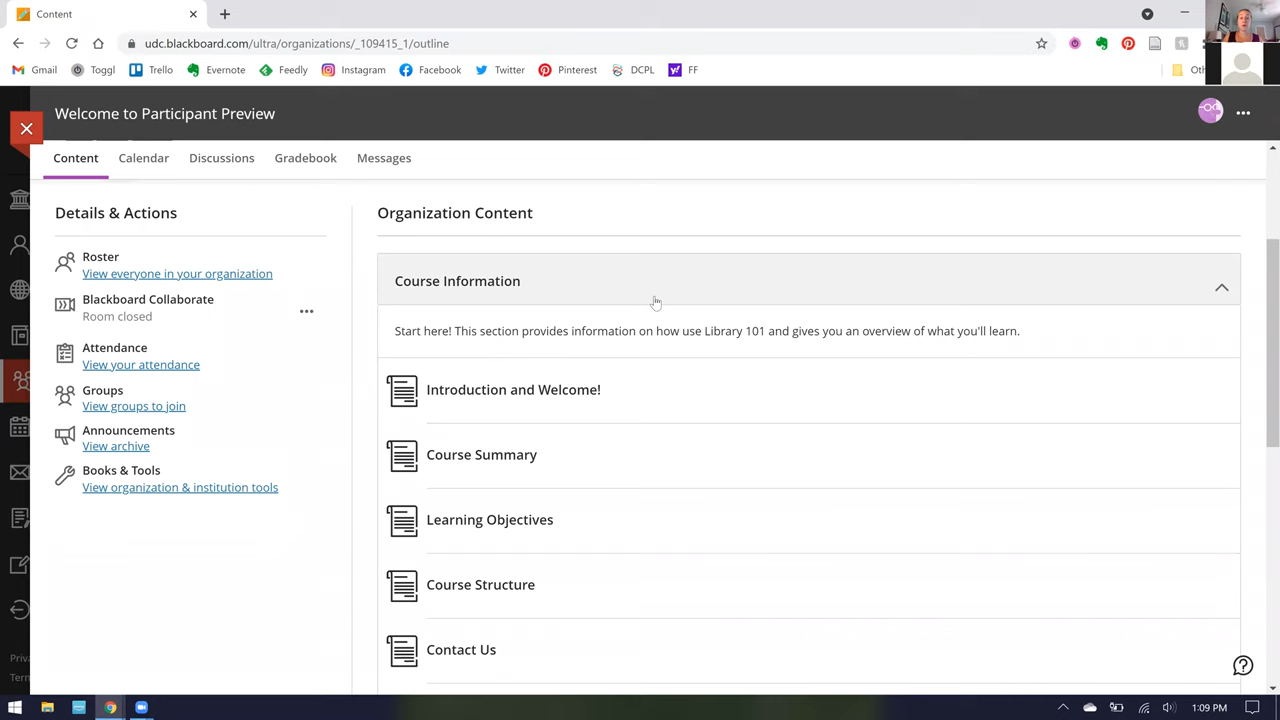 Content
udc.blackboard.com/ultra/organizations/_109415_1/outline
Gmail
Toggl
Trello
Evernote
Feedly
Instagram
Facebook
Twitter
Pinterest
DCPL
FF
Welcome to Participant Preview
Content
Calendar
Discussions
Gradebook
Messages
Details & Actions
Roster
View everyone in your organization
Blackboard Collaborate
Room closed
Attendance
View your attendance
Groups
View groups to join
Announcements
View archive
Books & Tools
View organization & institution tools
Organization Content
Course Information
Start here! This section provides information on how use Library 101 and gives you an overview of what you'll learn.
Introduction and Welcome!
Course Summary
Learning Objectives
Course Structure
Contact Us
1:09 PM